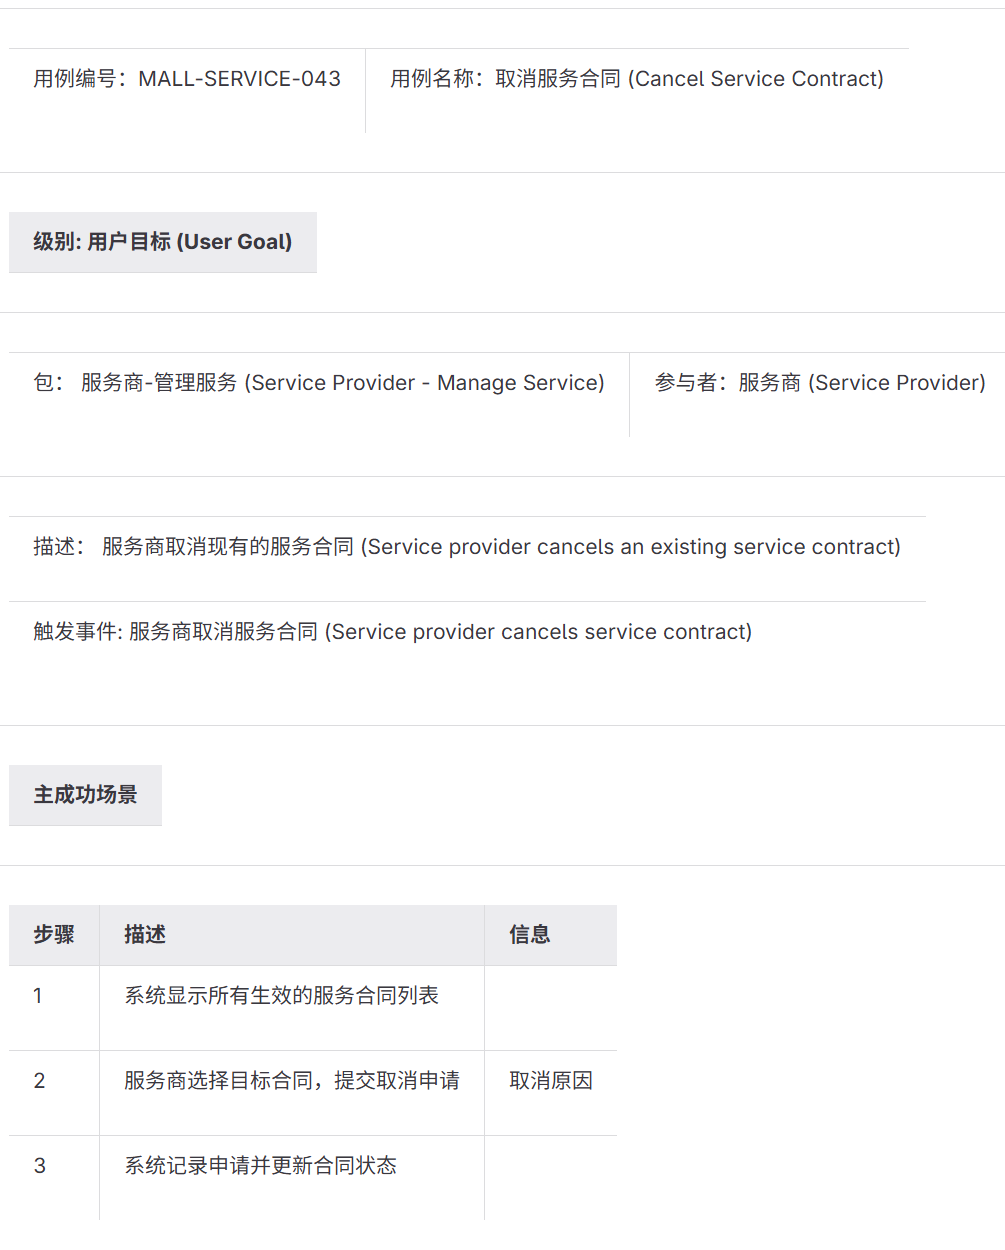 用例编号：MALL-SERVICE-043 用例名称：取消服务合同 (Cancel Service Contract)
级别: 用户目标 (User Goal)
包： 服务商-管理服务 (Service Provider - Manage Service) 参与者：服务商 (Service Provider)
描述： 服务商取消现有的服务合同 (Service provider cancels an existing service contract)
触发事件: 服务商取消服务合同 (Service provider cancels service contract)
主成功场景
步骤 描述 信息
1 系统显示所有生效的服务合同列表
2 服务商选择目标合同，提交取消申请 取消原因
3 系统记录申请并更新合同状态